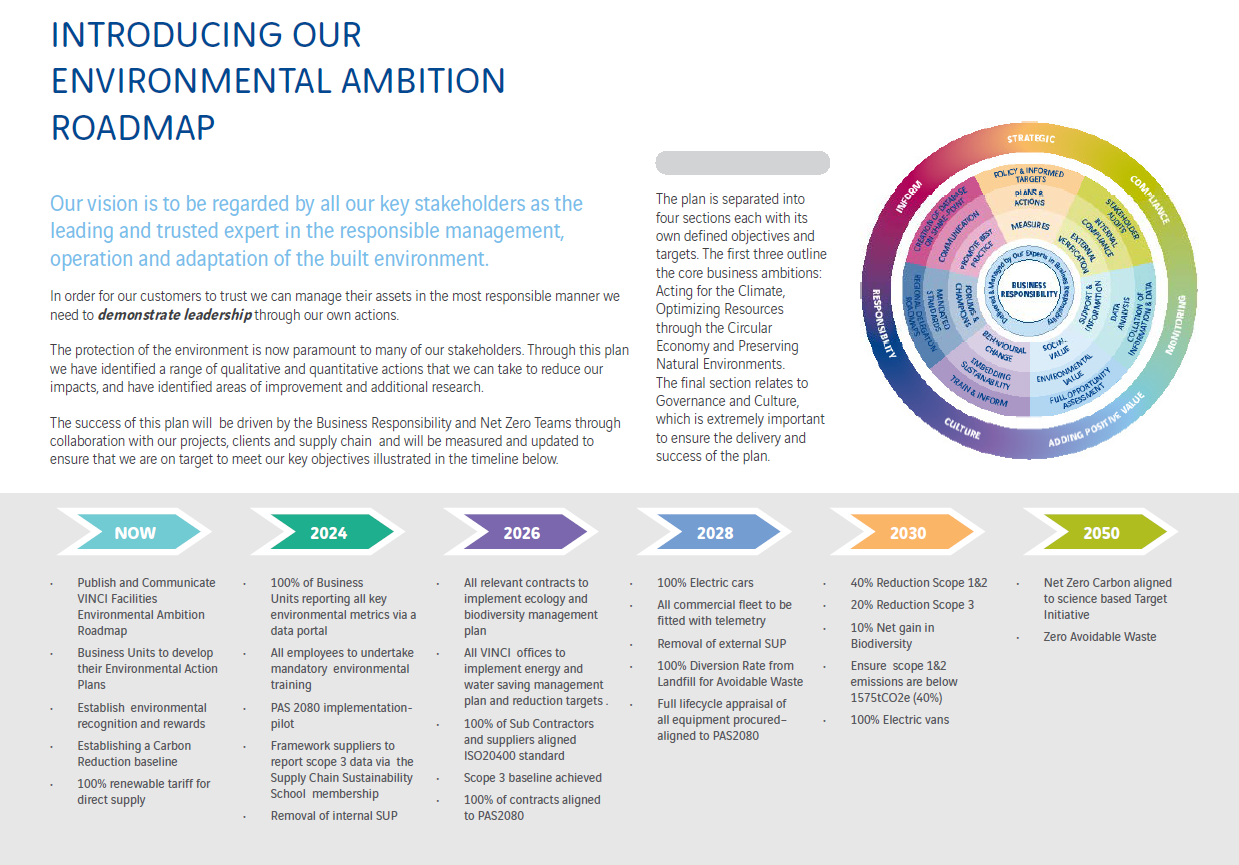 INTRODUCING OUR
ENVIRONMENTAL AMBITION
ROADMAP
Our vision is to be regarded by all our key stakeholders as the
leading and trusted expert in the responsible management,
operation and adaptation of the built environment.
In order for our customers to trust we can manage their assets in the most responsible manner we
need to demonstrate leadership through our own actions.
The protection of the environment is now paramount to many of our stakeholders. Through this plan
we have identified a range of qualitative and quantitative actions that we can take to reduce our
impacts, and have identified areas of improvement and additional research.
The success of this plan will be driven by the Business Responsibility and Net Zero Teams through
collaboration with our projects, clients and supply chain and will be measured and updated to
ensure that we are on target to meet our key objectives illustrated in the timeline below.
The plan is separated into
four sections each with its
own defined objectives and
targets. The first three outline
the core business ambitions:
Acting for the Climate,
Optimizing Resources
through the Circular
Economy and Preserving
Natural Environments.
The final section relates to
Governance and Culture,
which is extremely important
to ensure the delivery and
success of the plan.
STRATEGIC
COMPLIANCE
MONITORING
ADDING POSITIVE VALUE
CULTURE
RESPONSIBILITY
INFORM
POLICY & INFORMED
TARGETS
PLANS &
ACTIONS
MEASURES
STAKEHOLDER
AUDITS
INTERNAL
COMPLIANCE
EXTERNAL
VERIFICATION
COLLATION OF
INFORMATION & DATA
DATA
ANALYSIS
SUPPORT &
INFORMATION
FULL OPPORTUNITY
ASSESSMENT
ENVIRONMENTAL
VALUE
SOCIAL
VALUE
BEHAVIOURAL
CHANGE
EMBEDDING
SUSTAINABILITY
TRAIN & INFORM
FORUMS &
CHAMPIONS
MANDATED
STANDARDS
REGIONAL
CREATION OF DATABASE
ON SHARE-POINT
COMMUNICATION
PROMOTE BEST
PRACTICE
Delivered & Managed by Our Experts in Business Responsibility
BUSINESS
RESPONSIBILITY
NOW
Publish and Communicate
VINCI Facilities
Environmental Ambition
Roadmap
Business Units to develop
their Environmental Action
Plans
Establish environmental
recognition and rewards
Establishing a Carbon
Reduction baseline
100% renewable tariff for
direct supply
2024
100% of Business
Units reporting all key
environmental metrics via a
data portal
All employees to undertake
mandatory environmental
training
PAS 2080 implementation-
pilot
Framework suppliers to
report scope 3 data via the
Supply Chain Sustainability
School membership
Removal of internal SUP
2026
All relevant contracts to
implement ecology and
biodiversity management
plan
All VINCI offices to
implement energy and
water saving management
plan and reduction targets .
100% of Sub Contractors
and suppliers aligned
ISO20400 standard
Scope 3 baseline achieved
100% of contracts aligned
to PAS2080
2028
100% Electric cars
All commercial fleet to be
fitted with telemetry
Removal of external SUP
100% Diversion Rate from
Landfill for Avoidable Waste
Full lifecycle appraisal of
all equipment procured–
aligned to PAS2080
2030
40% Reduction Scope 1&2
20% Reduction Scope 3
10% Net gain in
Biodiversity
Ensure scope 1&2
emissions are below
1575tCO2e (40%)
100% Electric vans
2050
Net Zero Carbon aligned
to science based Target
Initiative
Zero Avoidable Waste